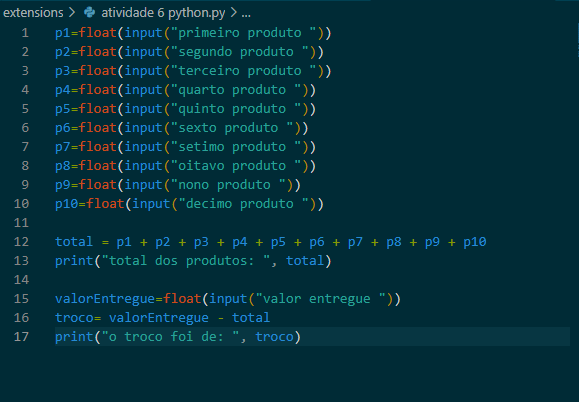 extensions > atividade 6 python.py > ...
1 p1=float(input("primeiro produto "))
2 p2=float(input("segundo produto "))
3 p3=float(input("terceiro produto "))
4 p4=float(input("quarto produto "))
5 p5=float(input("quinto produto "))
6 p6=float(input("sexto produto "))
7 p7=float(input("setimo produto "))
8 p8=float(input("oitavo produto "))
9 p9=float(input("nono produto "))
10 p10=float(input("decimo produto "))
11
12 total = p1 + p2 + p3 + p4 + p5 + p6 + p7 + p8 + p9 + p10
13 print("total dos produtos: ", total)
14
15 valorEntregue=float(input("valor entregue "))
16 troco= valorEntregue - total
17 print("o troco foi de: ", troco)